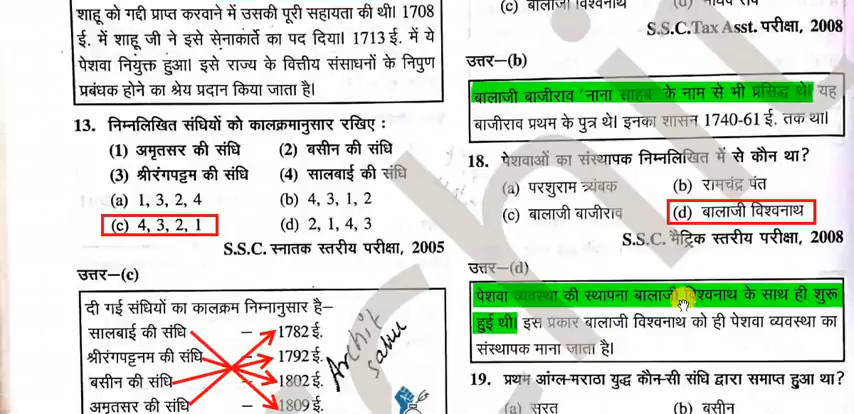 शाहू को गद्दी प्राप्त करवाने में उसकी पूरी सहायता की थी। 1708
ई. में शाहू जी ने इसे सेनाकर्ते का पद दिया। 1713 ई. में ये
पेशवा नियुक्त हुआ। इसे राज्य के वित्तीय संसाधनों के निपुण
प्रबंधक होने का श्रेय प्रदान किया जाता है।
13. निम्नलिखित संधियों को कालक्रमानुसार रखिए :
(1) अमृतसर की संधि (2) बसीन की संधि
(3) श्रीरंगपट्टम की संधि (4) सालबाई की संधि
(a) 1, 3, 2, 4 (b) 4, 3, 1, 2
(c) 4, 3, 2, 1 (d) 2, 1, 4, 3
S.S.C. स्नातक स्तरीय परीक्षा, 2005
उत्तर–(c)
दी गई संधियों का कालक्रम निम्नानुसार है–
सालबाई की संधि – 1782 ई.
श्रीरंगपट्टनम की संधि – 1792 ई.
बसीन की संधि – 1802 ई.
अमृतसर की संधि – 1809 ई.
Archit
Sahu
(c) बालाजी विश्वनाथ (d) माधव राव
S.S.C.Tax Asst. परीक्षा, 2008
उत्तर–(b)
बालाजी बाजीराव 'नाना साहब' के नाम से भी प्रसिद्ध थे। यह
बाजीराव प्रथम के पुत्र थे। इनका शासन 1740-61 ई. तक था।
18. पेशवाओं का संस्थापक निम्नलिखित में से कौन था?
(a) परशुराम त्र्यंबक (b) रामचंद्र पंत
(c) बालाजी बाजीराव (d) बालाजी विश्वनाथ
S.S.C. मैट्रिक स्तरीय परीक्षा, 2008
उत्तर–(d)
पेशवा व्यवस्था की स्थापना बालाजी विश्वनाथ के साथ ही शुरू
हुई थी। इस प्रकार बालाजी विश्वनाथ को ही पेशवा व्यवस्था का
संस्थापक माना जाता है।
19. प्रथम आंग्ल-मराठा युद्ध कौन-सी संधि द्वारा समाप्त हुआ था?
(a) सूरत (b) बसीन